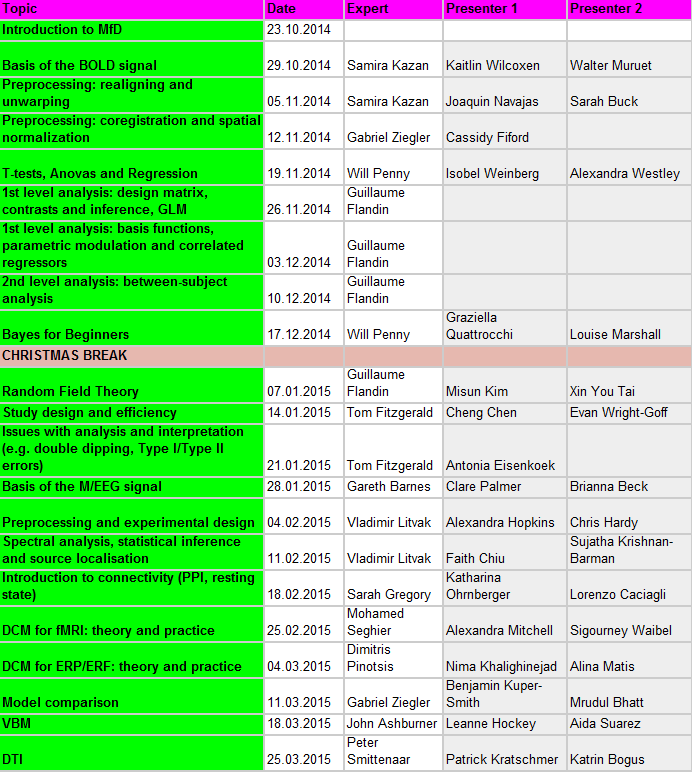 Topic Date Expert Presenter 1 Presenter 2
Introduction to MfD 23.10.2014
Basis of the BOLD signal 29.10.2014 Samira Kazan Kaitlin Wilcoxen Walter Muruet
Preprocessing: realigning and
unwarping 05.11.2014 Samira Kazan Joaquin Navajas Sarah Buck
Preprocessing: coregistration and spatial
normalization 12.11.2014 Gabriel Ziegler Cassidy Fiford
T-tests, Anovas and Regression 19.11.2014 Will Penny Isobel Weinberg Alexandra Westley
1st level analysis: design matrix, Guillaume
contrasts and inference, GLM 26.11.2014 Flandin
1st level analysis: basis functions,
parametric modulation and correlated Guillaume
regressors 03.12.2014 Flandin
2nd level analysis: between-subject Guillaume
analysis 10.12.2014 Flandin
Graziella
Bayes for Beginners 17.12.2014 Will Penny Quattrocchi Louise Marshall
CHRISTMAS BREAK
Guillaume
Random Field Theory 07.01.2015 Flandin Misun Kim Xin You Tai
Study design and efficiency 14.01.2015 Tom Fitzgerald Cheng Chen Evan Wright-Goff
Issues with analysis and interpretation
(e.g. double dipping, Type I/Type II
errors) 21.01.2015 Tom Fitzgerald Antonia Eisenkoek
Basis of the M/EEG signal 28.01.2015 Gareth Barnes Clare Palmer Brianna Beck
Preprocessing and experimental design 04.02.2015 Vladimir Litvak Alexandra Hopkins Chris Hardy
Spectral analysis, statistical inference Sujatha Krishnan-
and source localisation 11.02.2015 Vladimir Litvak Faith Chiu Barman
Introduction to connectivity (PPI, resting Katharina
state) 18.02.2015 Sarah Gregory Ohrnberger Lorenzo Caciagli
Mohamed
DCM for fMRI: theory and practice 25.02.2015 Seghier Alexandra Mitchell Sigourney Waibel
Dimitris
DCM for ERP/ERF: theory and practice 04.03.2015 Pinotsis Nima Khalighinejad Alina Matis
Benjamin Kuper-
Model comparison 11.03.2015 Gabriel Ziegler Smith Mrudul Bhatt
VBM 18.03.2015 John Ashburner Leanne Hockey Aida Suarez
Peter
DTI 25.03.2015 Smittenaar Patrick Kratschmer Katrin Bogus